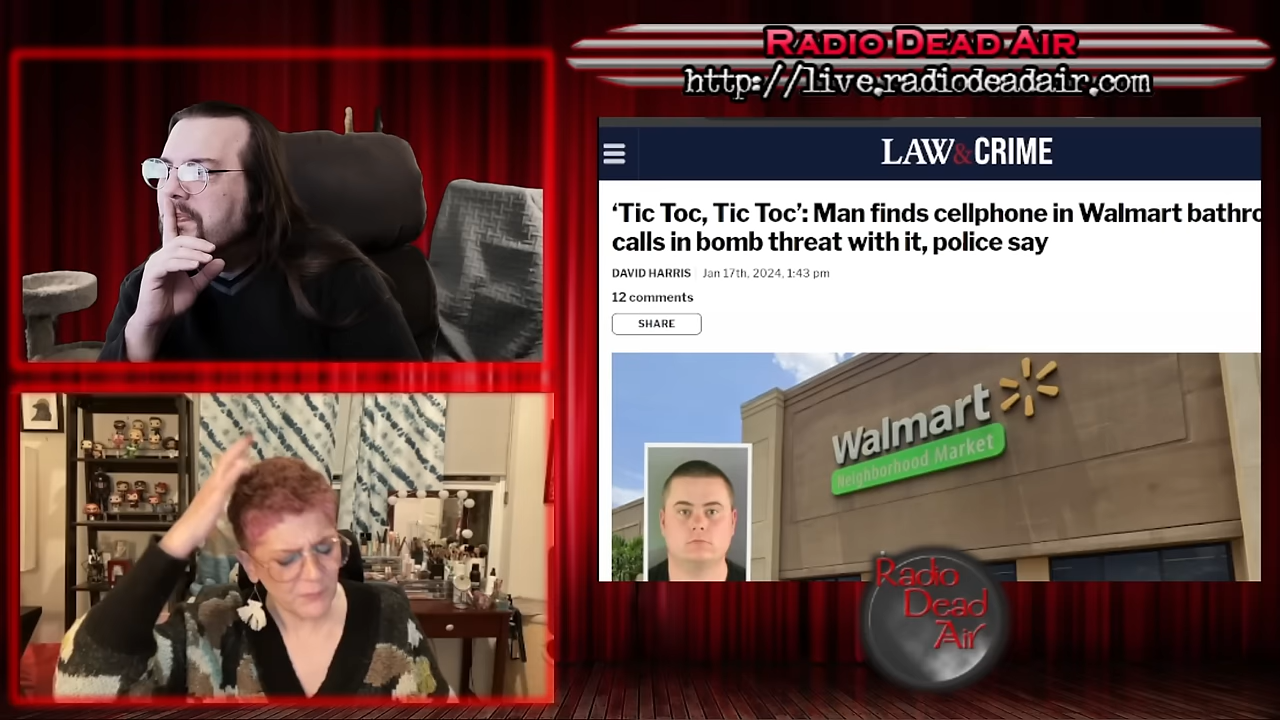 Radio Dead Air
http://live.radiodeadair.com
LAW&CRIME
‘Tic Toc, Tic Toc’: Man finds cellphone in Walmart bathro
calls in bomb threat with it, police say
DAVID HARRIS Jan 17th, 2024, 1:43 pm
12 comments
SHARE
Walmart
Neighborhood Market
Radio
Dead
Air